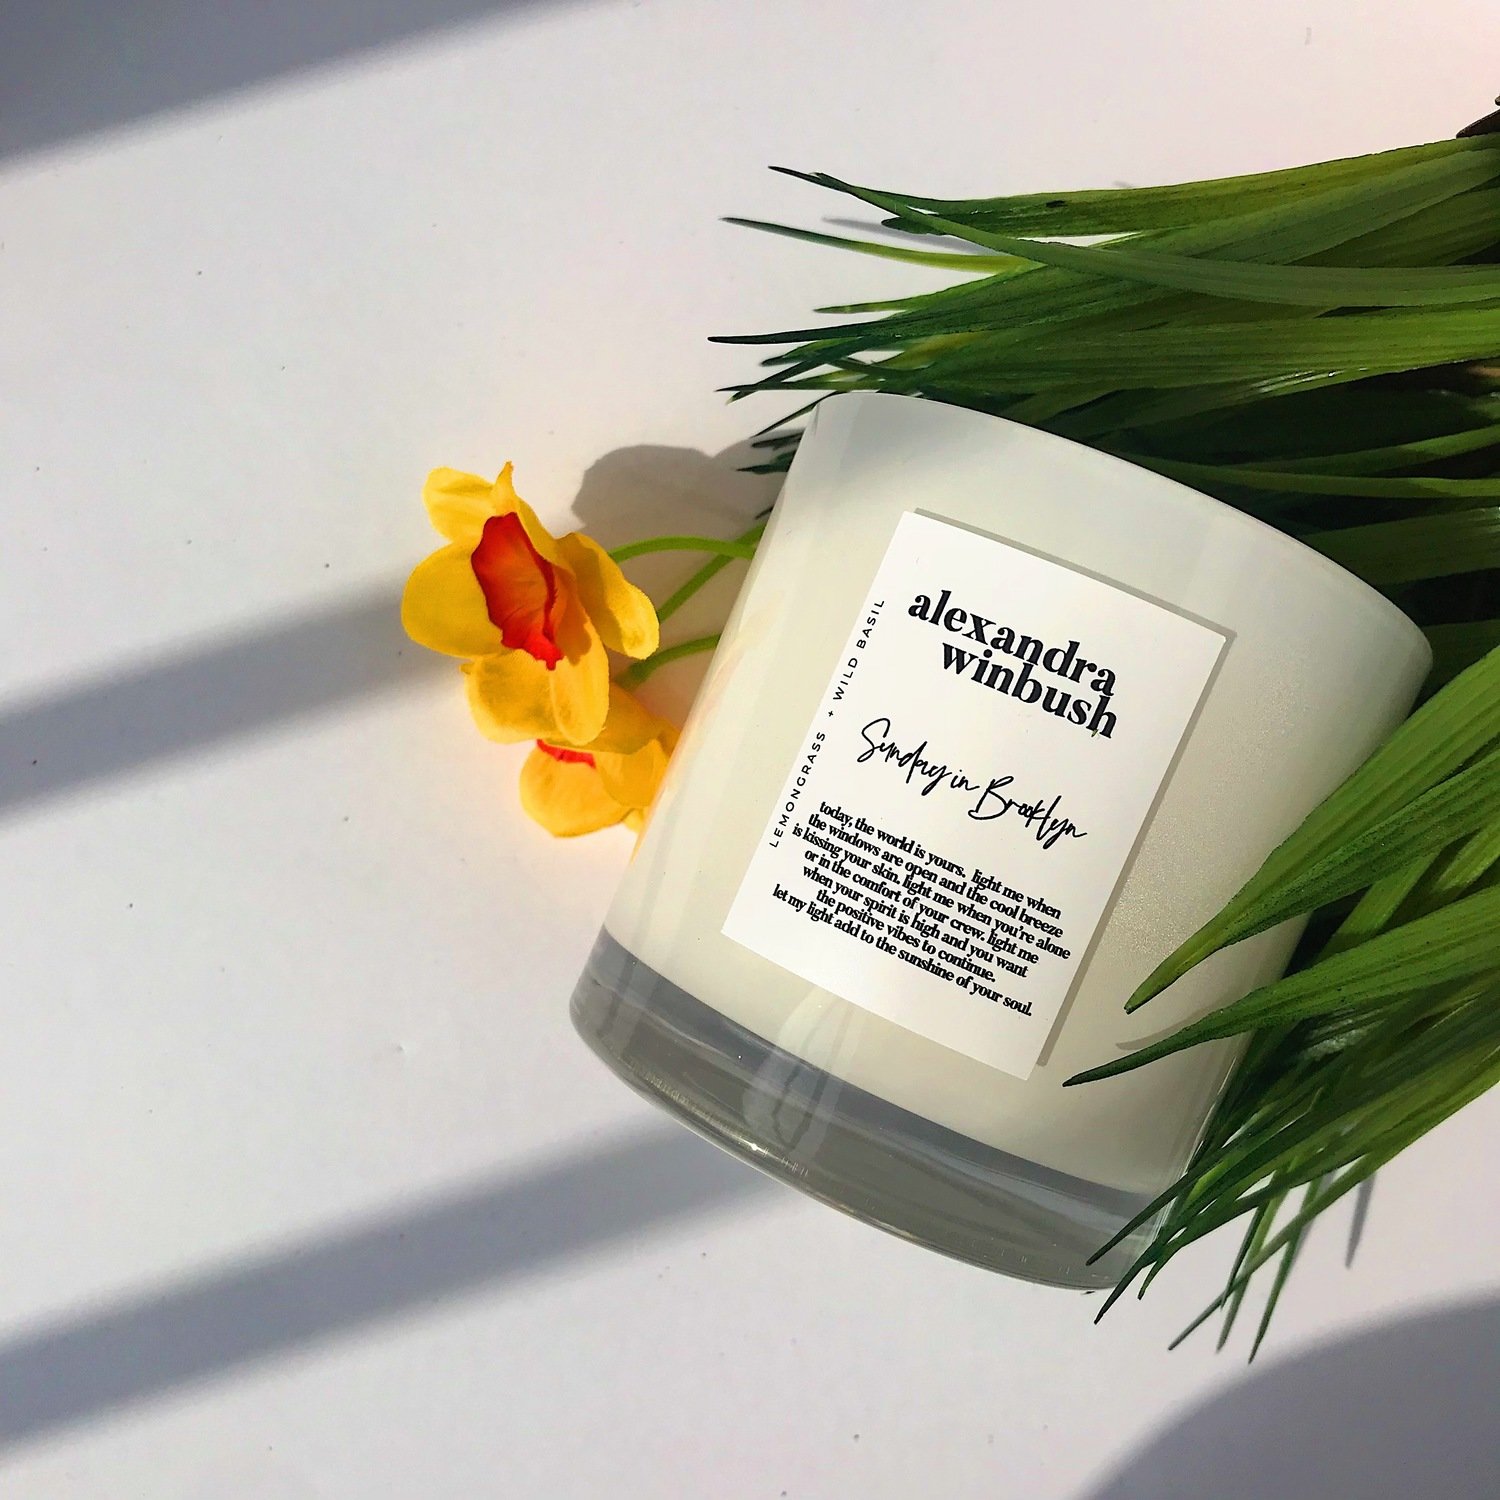 alexandra
winbush
LEMONGRASS + WILD BASIL
Sunday in Brooklyn
today, the world is yours. light me when
the windows are open and the cool breeze
is kissing your skin. light me when you're alone
or in the comfort of your crew. light me
when your spirit is high and you want
the positive vibes to continue.
let my light add to the sunshine of your soul.